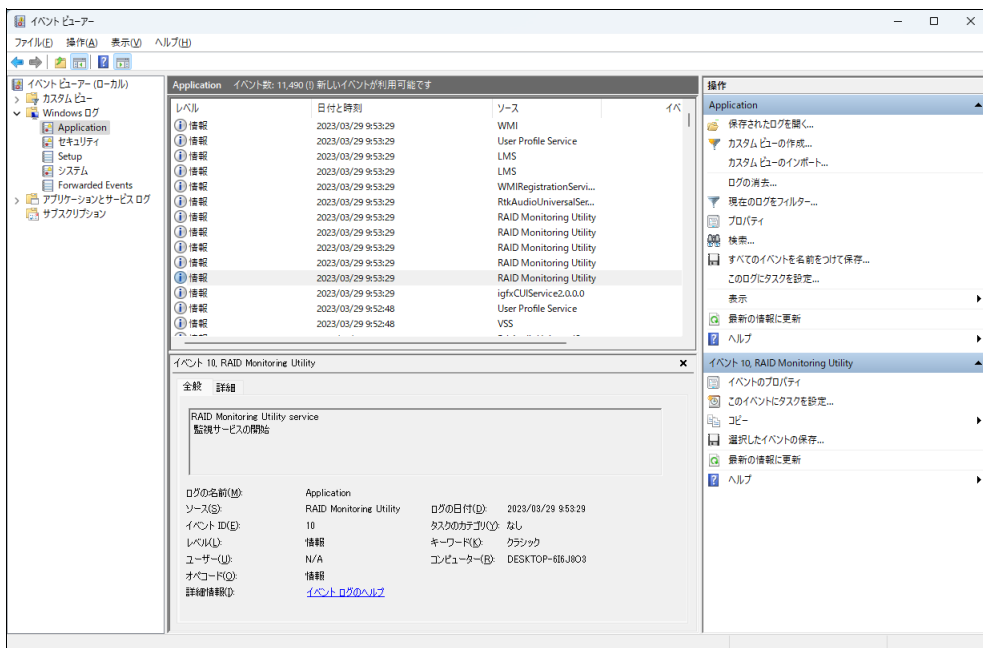 イベント ビューアー
ファイル(F) 操作(A) 表示(V) ヘルプ(H)
イベント ビューアー (ローカル)
カスタム ビュー
Windows ログ
Application
セキュリティ
Setup
システム
Forwarded Events
アプリケーションとサービス ログ
サブスクリプション
Application イベント数: 11,490 (!) 新しいイベントが利用可能です
レベル 日付と時刻 ソース イベ
情報 2023/03/29 9:53:29 WMI
情報 2023/03/29 9:53:29 User Profile Service
情報 2023/03/29 9:53:29 LMS
情報 2023/03/29 9:53:29 LMS
情報 2023/03/29 9:53:29 WMIRegistrationServi...
情報 2023/03/29 9:53:29 RtkAudioUniversalSer...
情報 2023/03/29 9:53:29 RAID Monitoring Utility
情報 2023/03/29 9:53:29 RAID Monitoring Utility
情報 2023/03/29 9:53:29 RAID Monitoring Utility
情報 2023/03/29 9:53:29 RAID Monitoring Utility
情報 2023/03/29 9:53:29 RAID Monitoring Utility
情報 2023/03/29 9:53:29 igfxCUIService2.0.0.0
情報 2023/03/29 9:52:48 User Profile Service
情報 2023/03/29 9:52:48 VSS
イベント 10, RAID Monitoring Utility
全般 詳細
RAID Monitoring Utility service
監視サービスの開始
ログの名前(M): Application
ソース(S): RAID Monitoring Utility ログの日付(D): 2023/03/29 9:53:29
イベント ID(E): 10 タスクのカテゴリ(Y): なし
レベル(L): 情報 キーワード(K): クラシック
ユーザー(U): N/A コンピューター(R): DESKTOP-6I6J8O3
オペコード(O): 情報
詳細情報(I): イベント ログのヘルプ
操作
Application
保存されたログを開く...
カスタム ビューの作成...
カスタム ビューのインポート...
ログの消去...
現在のログをフィルター...
プロパティ
検索...
すべてのイベントを名前をつけて保存...
このログにタスクを設定...
表示
最新の情報に更新
ヘルプ
イベント 10, RAID Monitoring Utility
イベントのプロパティ
このイベントにタスクを設定...
コピー
選択したイベントの保存...
最新の情報に更新
ヘルプ